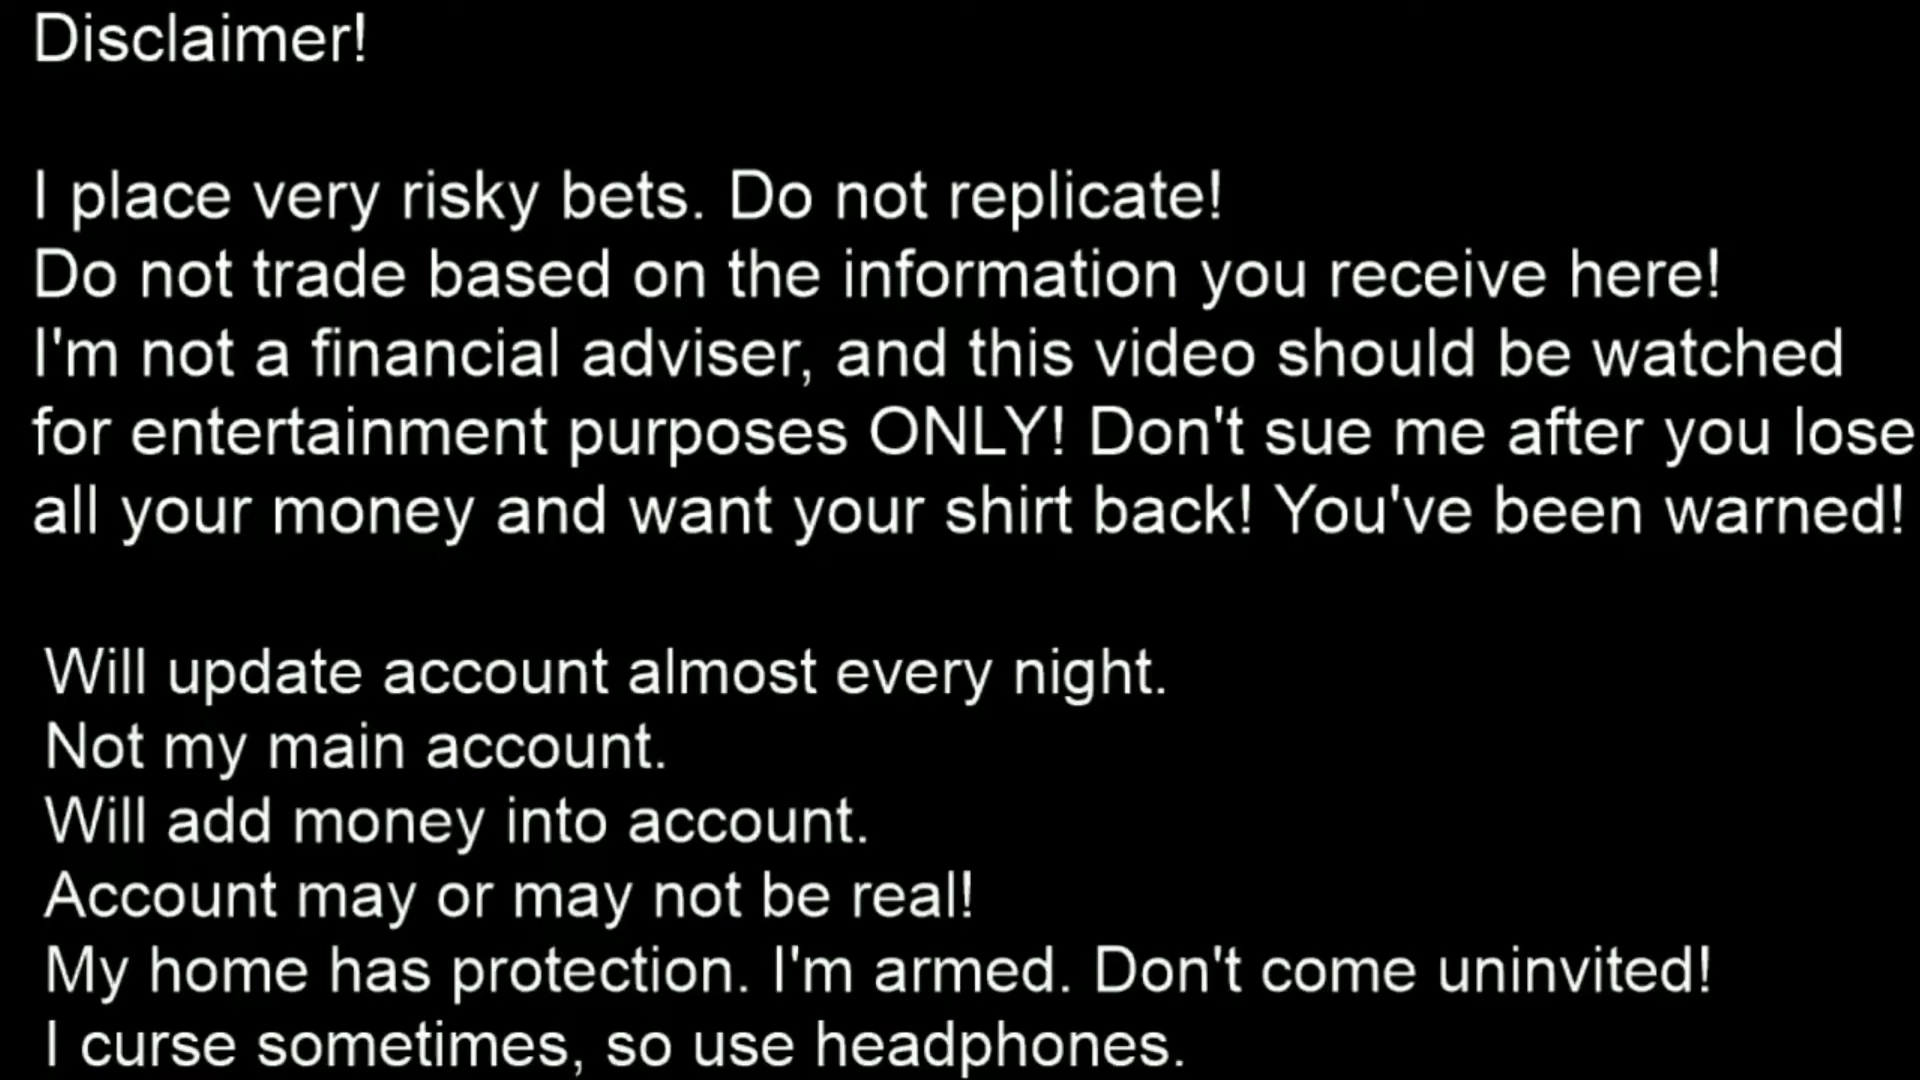 Disclaimer!
I place very risky bets. Do not replicate!
Do not trade based on the information you receive here!
I'm not a financial adviser, and this video should be watched
for entertainment purposes ONLY! Don't sue me after you lose
all your money and want your shirt back! You've been warned!
Will update account almost every night.
Not my main account.
Will add money into account.
Account may or may not be real!
My home has protection. I'm armed. Don't come uninvited!
I curse sometimes, so use headphones.